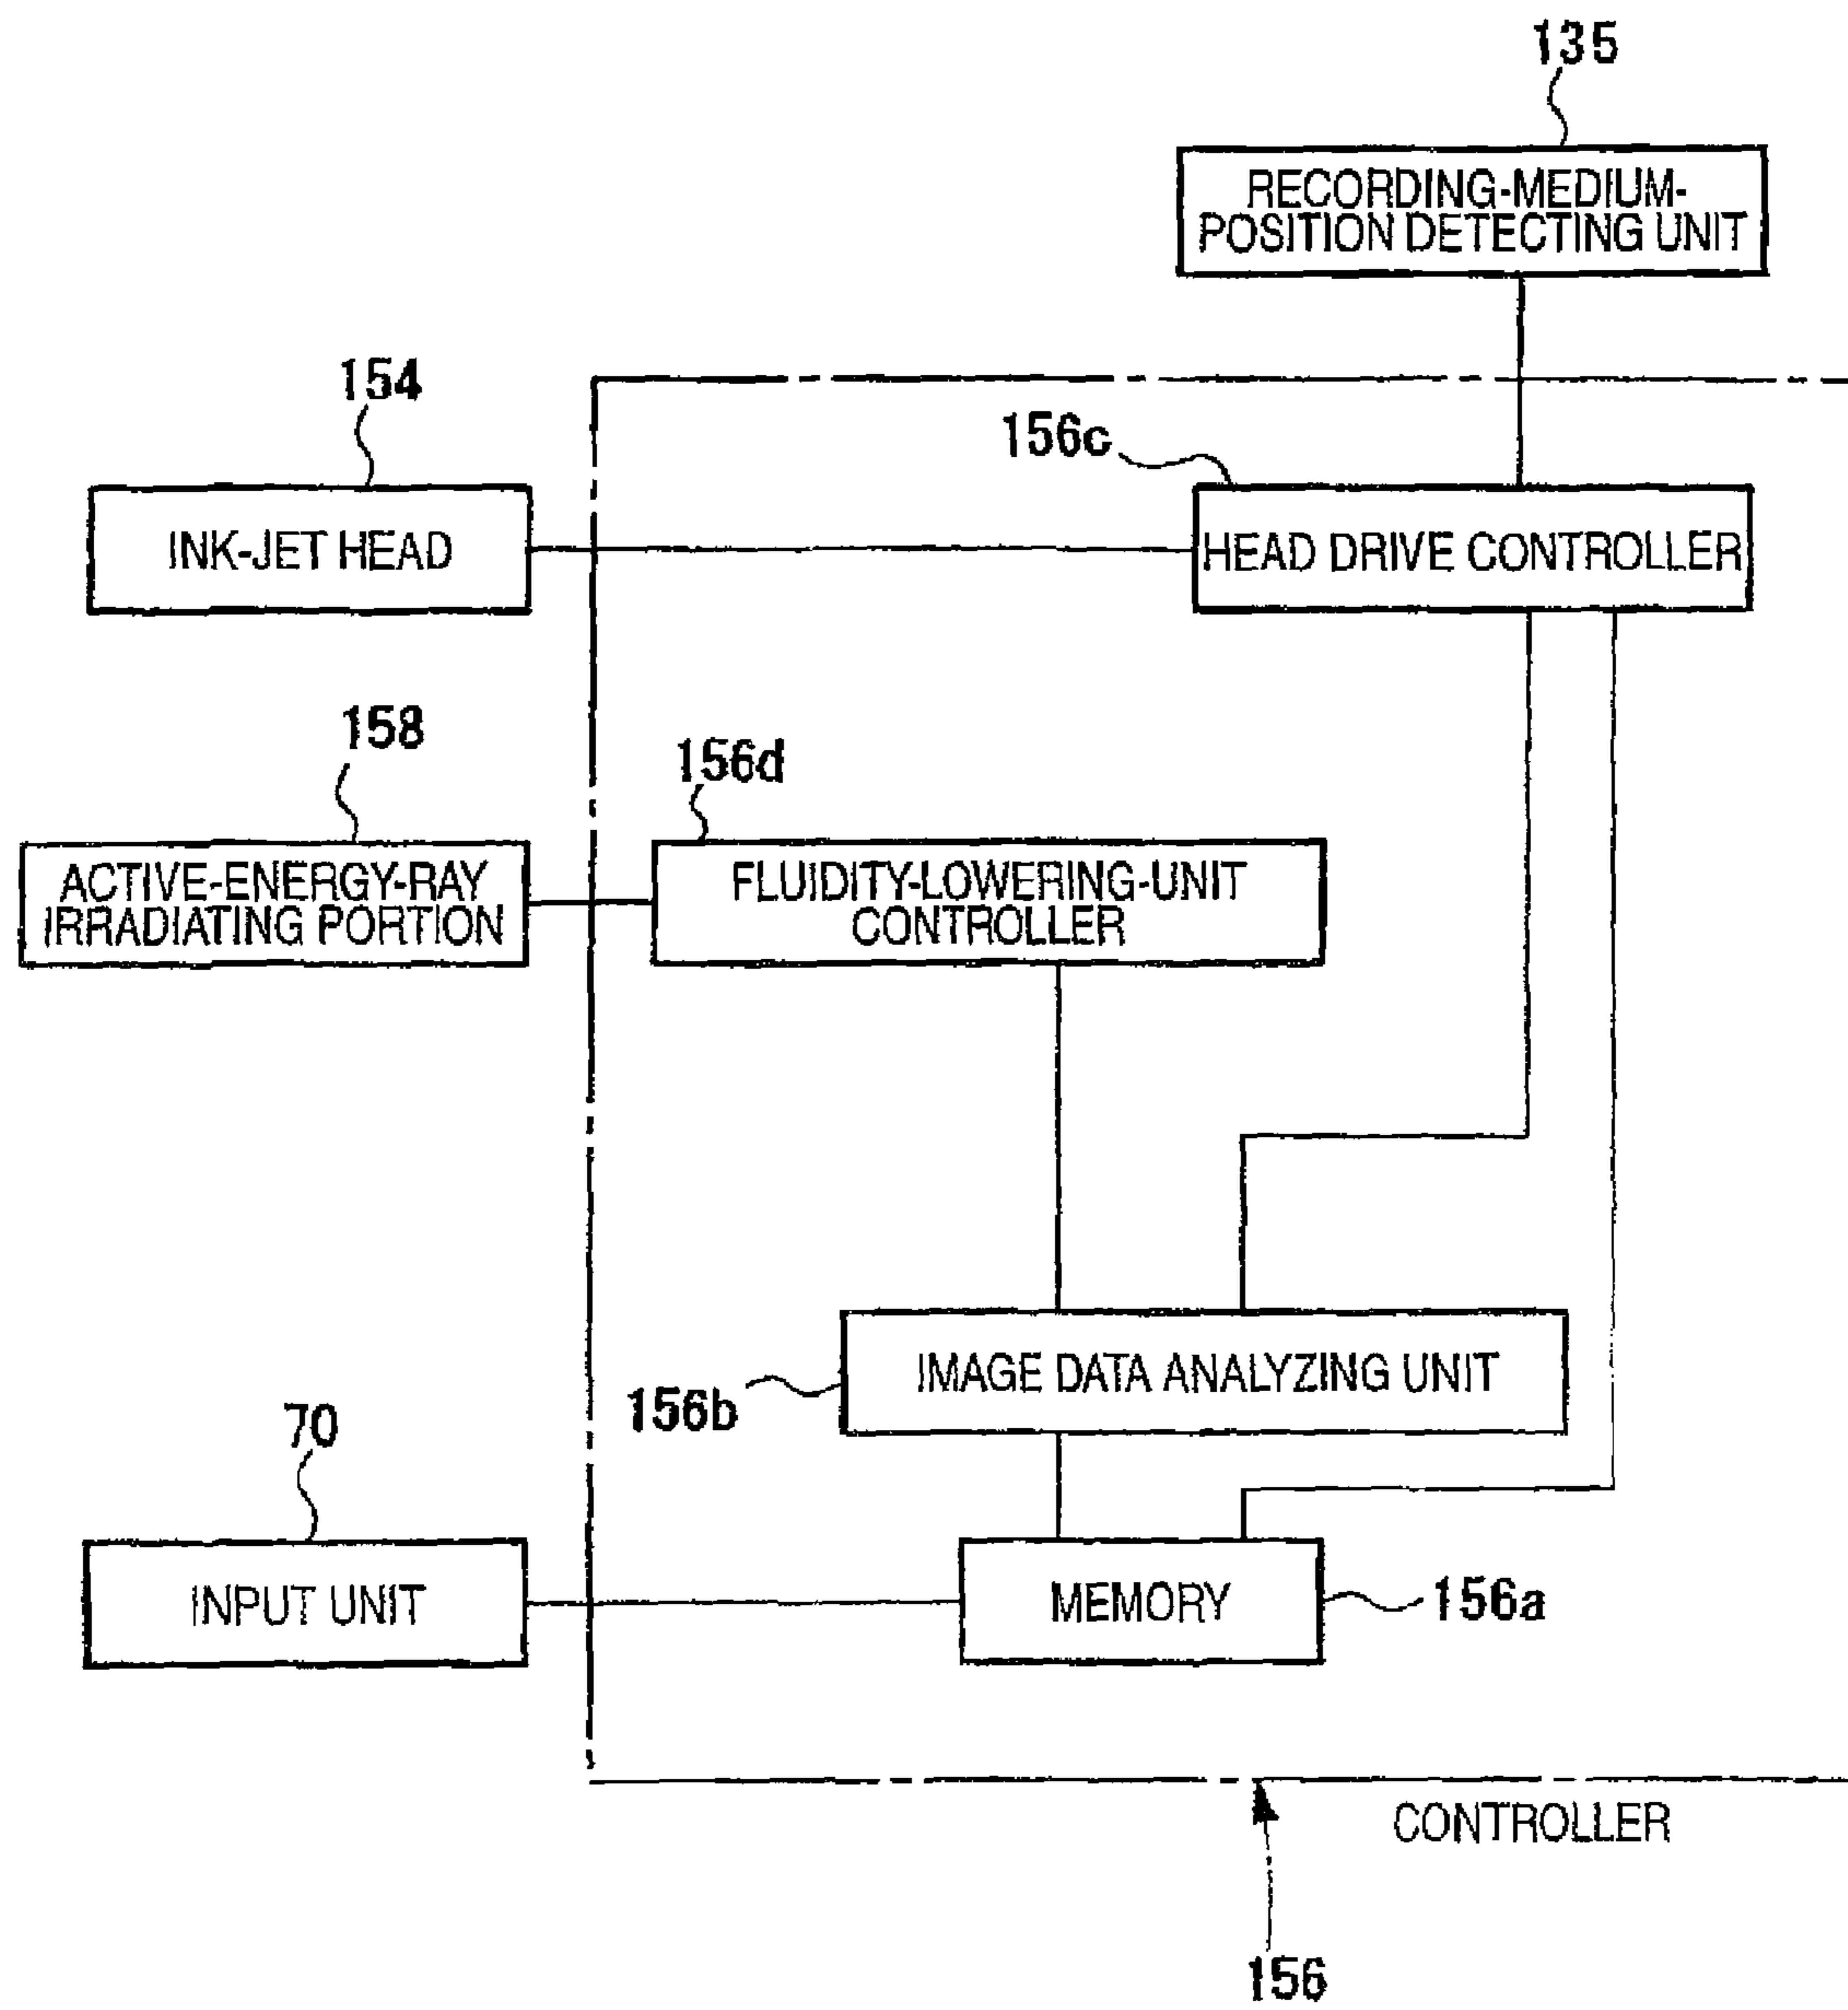 135
RECORDING-MEDIUM-
POSITION DETECTING UNIT
154
156c
INK-JET HEAD
HEAD DRIVE CONTROLLER
158
156d
ACTIVE-ENERGY-RAY
IRRADIATING PORTION
FLUIDITY-LOWERING-UNIT
CONTROLLER
IMAGE DATA ANALYZING UNIT
156b
70
INPUT UNIT
MEMORY
156a
CONTROLLER
156